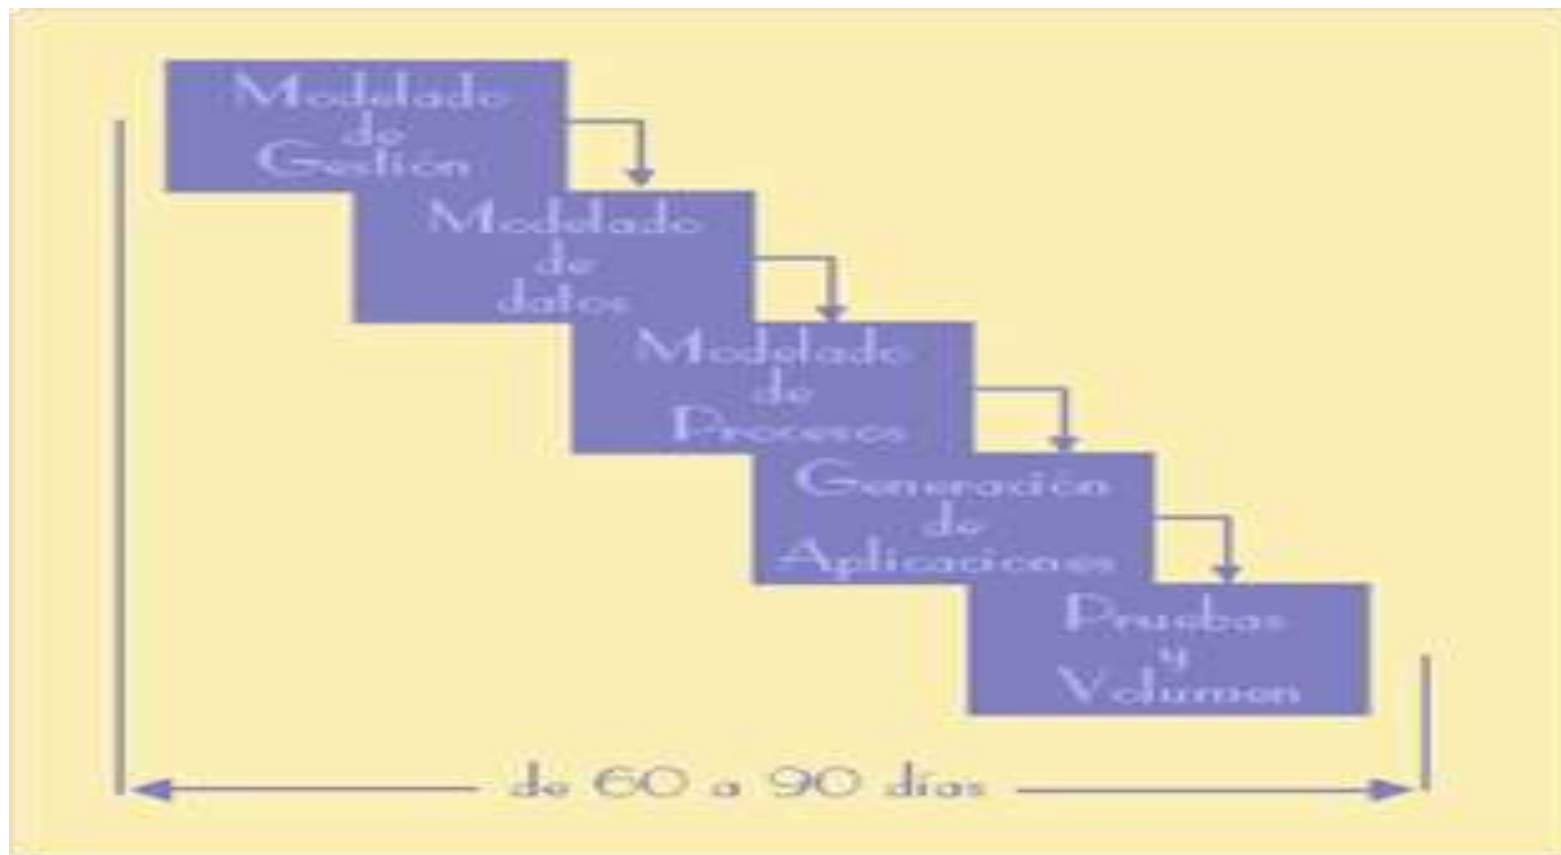 Modelado
de
Gestión
Modelado
de
datos
Modelado
de
Procesos
Generación
de
Aplicaciones
Pruebas
y
Volumen
de 60 a 90 días